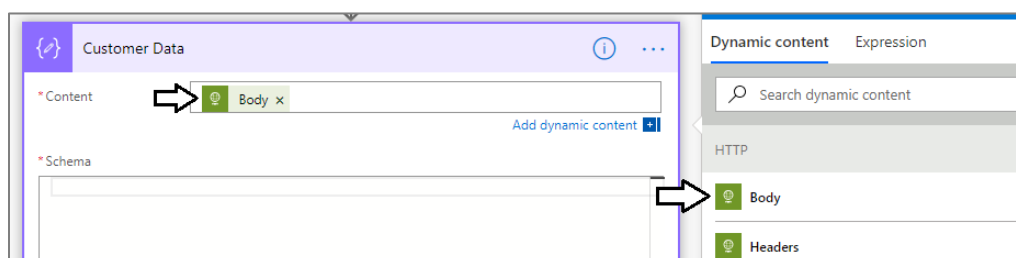 Customer Data
* Content
Body ×
Add dynamic content
* Schema
Dynamic content
Expression
Search dynamic content
HTTP
Body
Headers